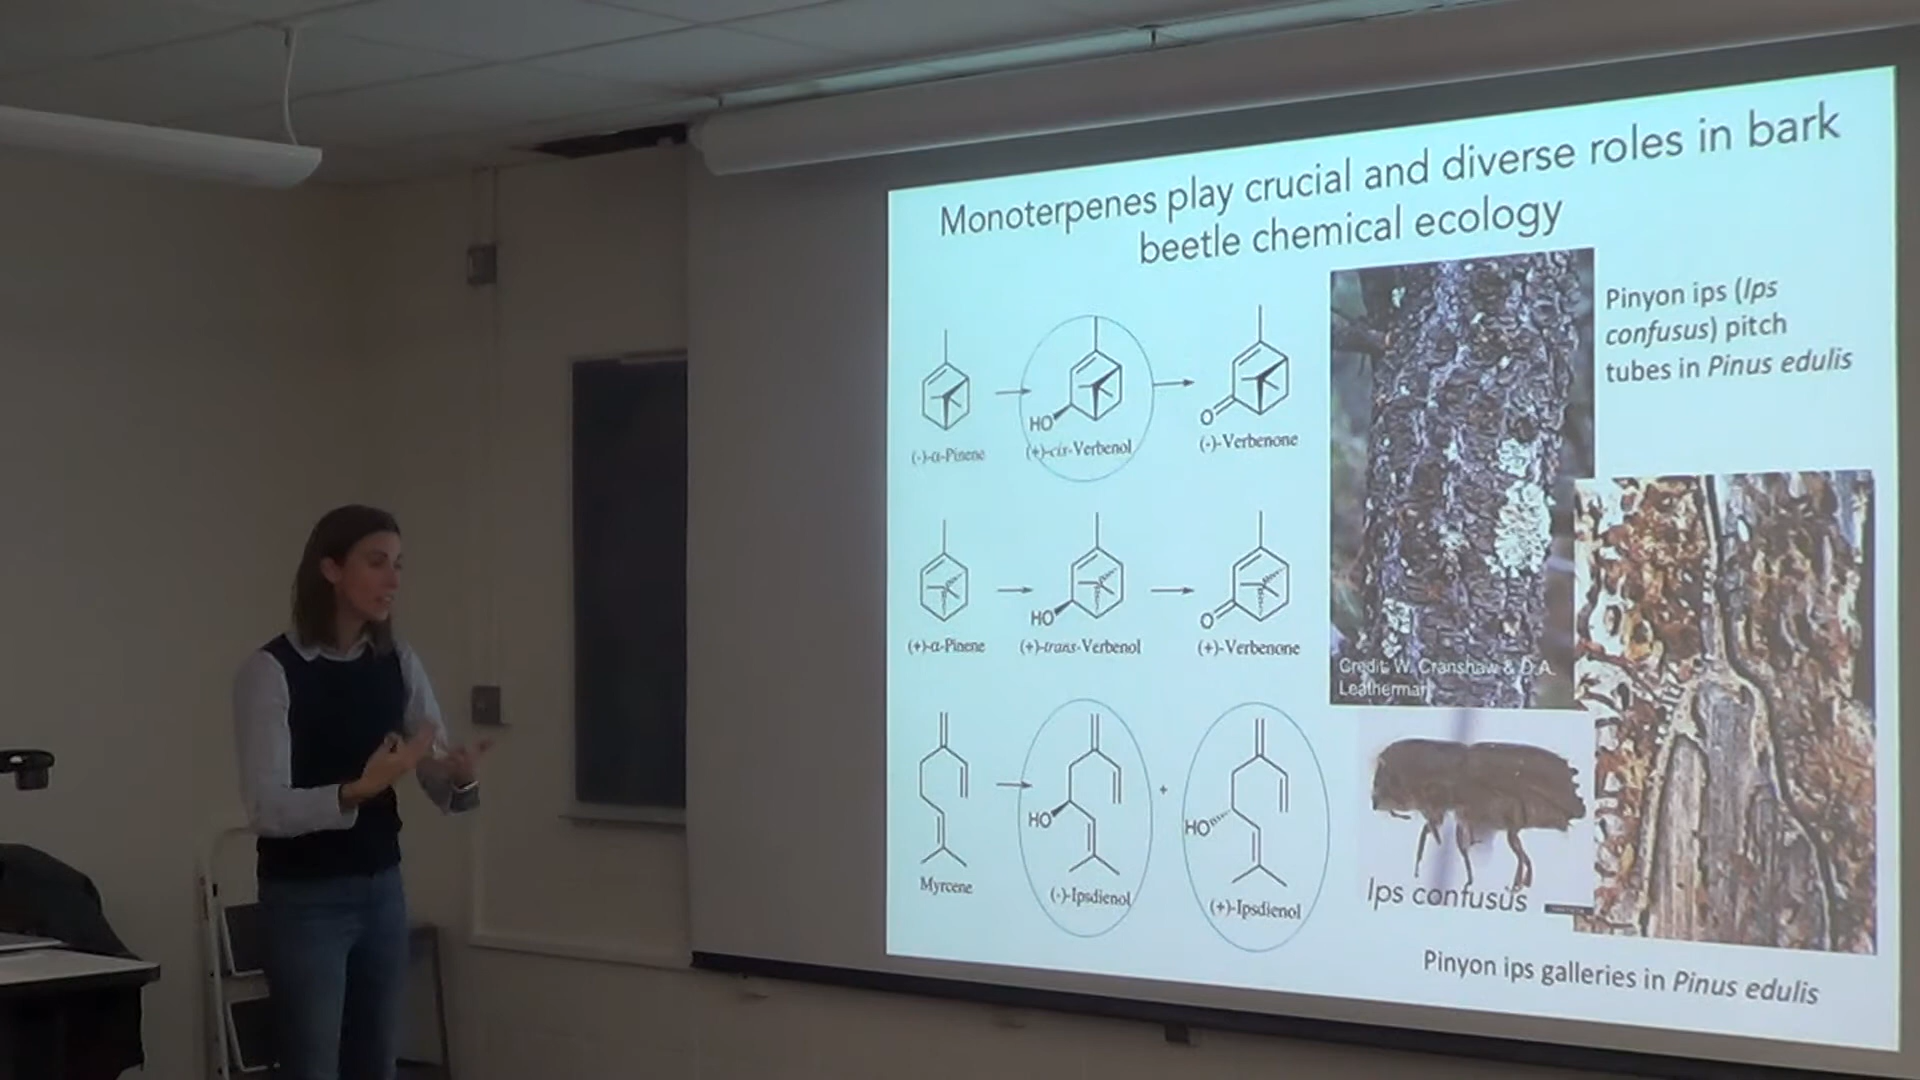 Monoterpenes play crucial and diverse roles in bark
beetle chemical ecology
Pinyon ips (Ips
confusus) pitch
tubes in Pinus edulis
HO
O
(-)-α-Pinene
(+)-cis-Verbenol
(-)-Verbenone
HO
O
(+)-α-Pinene
(+)-trans-Verbenol
(+)-Verbenone
Credit: W. Cranshaw & D.A.
Leatherman
HO
+
HO
Myrcene
(-)-Ipsdienol
(+)-Ipsdienol
Ips confusus
Pinyon ips galleries in Pinus edulis